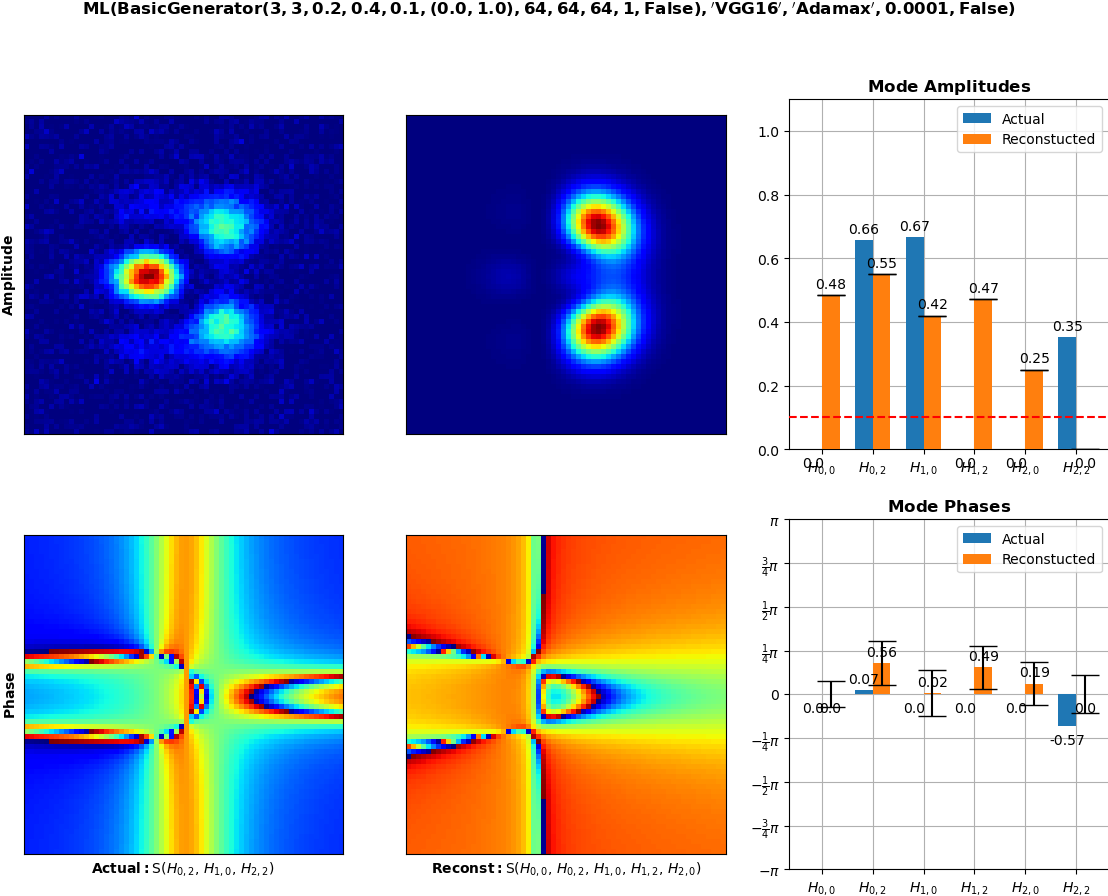 ML(BasicGenerator(3, 3, 0.2, 0.4, 0.1, (0.0, 1.0), 64, 64, 64, 1, False), 'VGG16', 'Adamax', 0.0001, False)
Mode Amplitudes
Actual
Reconstucted
1.0
0.8
0.6
0.4
0.2
0.0
0.48
0.66
0.55
0.67
0.42
0.47
0.25
0.35
0.0
0.0
0.0
0.0
H0,0
H0,2
H1,0
H1,2
H2,0
H2,2
Amplitude
Mode Phases
Actual
Reconstucted
π
3/4π
1/2π
1/4π
0
−1/4π
−1/2π
−3/4π
−π
0.0
0.0
0.07
0.56
0.0
0.02
0.0
0.49
0.0
0.19
-0.57
0.0
H0,0
H0,2
H1,0
H1,2
H2,0
H2,2
Phase
Actual: S(H0,2, H1,0, H2,2)
Reconst: S(H0,0, H0,2, H1,0, H1,2, H2,0)